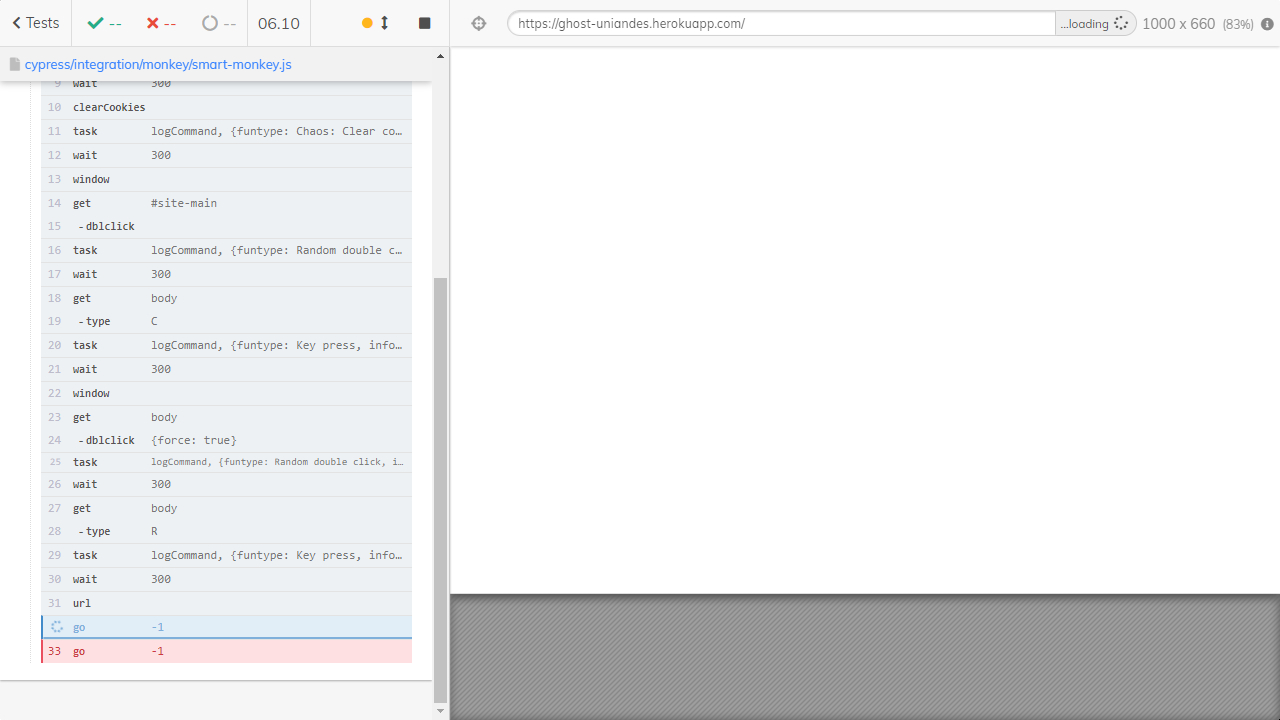 Tests -- -- -- 06.10
https://ghost-uniandes.herokuapp.com/ ...loading 1000 x 660 (83%)
cypress/integration/monkey/smart-monkey.js
9 wait 300
10 clearCookies
11 task logCommand, {funtype: Chaos: Clear co…
12 wait 300
13 window
14 get #site-main
15 - dblclick
16 task logCommand, {funtype: Random double c…
17 wait 300
18 get body
19 - type C
20 task logCommand, {funtype: Key press, info…
21 wait 300
22 window
23 get body
24 - dblclick {force: true}
25 task logCommand, {funtype: Random double click, i…
26 wait 300
27 get body
28 - type R
29 task logCommand, {funtype: Key press, info…
30 wait 300
31 url
go -1
33 go -1